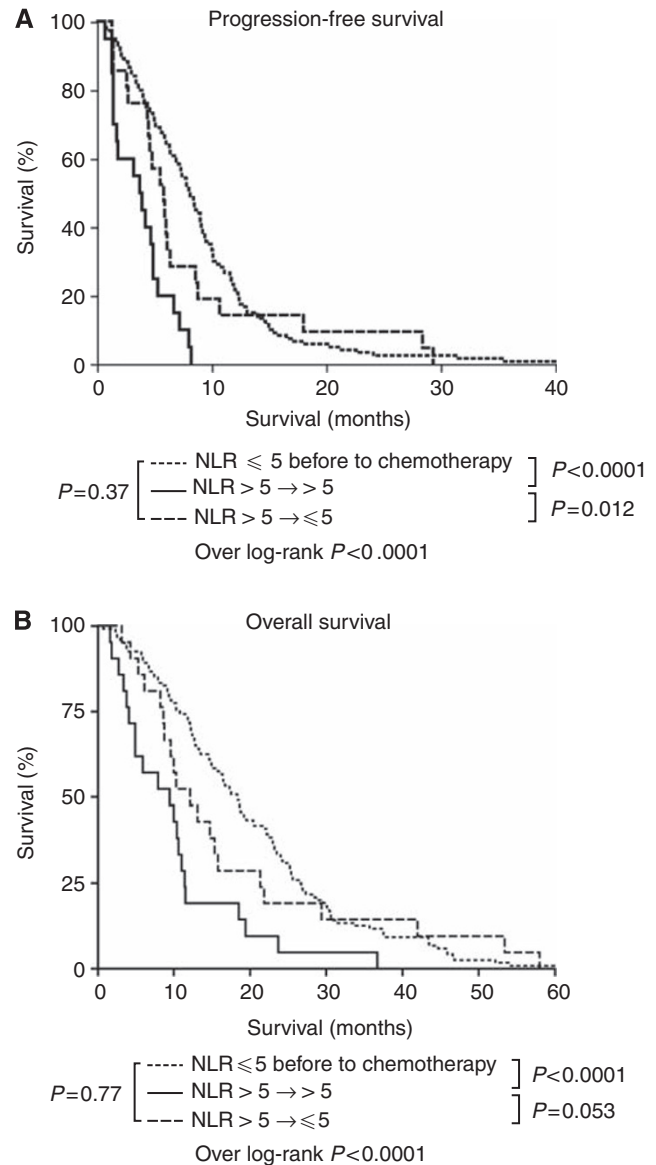 A Progression-free survival
100
80
60
40
20
0
Survival (%)
0 10 20 30 40
Survival (months)
NLR ⩽ 5 before to chemotherapy
NLR > 5 → > 5
NLR > 5 → ⩽ 5
P=0.37
P<0.0001
P=0.012
Over log-rank P<0.0001
B Overall survival
100
75
50
25
0
Survival (%)
0 10 20 30 40 50 60
Survival (months)
NLR ⩽ 5 before to chemotherapy
NLR > 5 → > 5
NLR > 5 → ⩽ 5
P=0.77
P<0.0001
P=0.053
Over log-rank P<0.0001